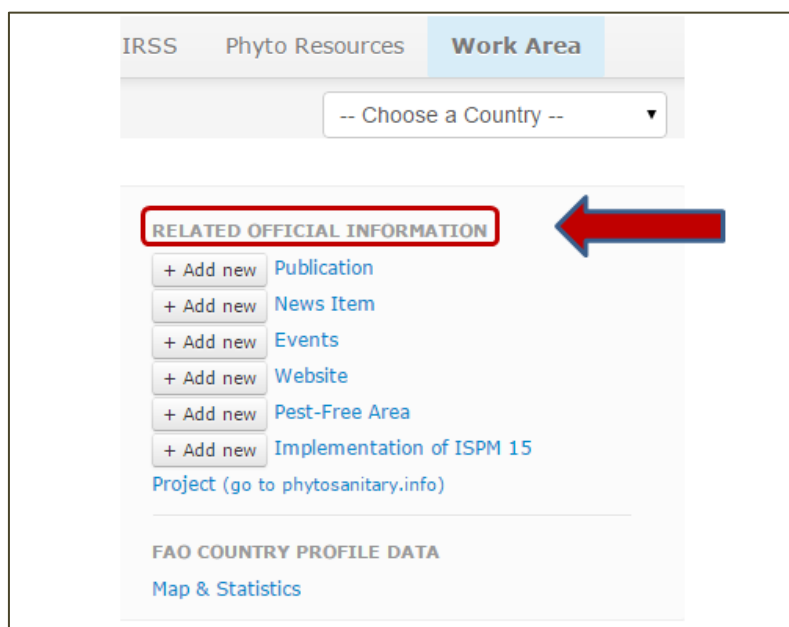 IRSS Phyto Resources Work Area
-- Choose a Country --
RELATED OFFICIAL INFORMATION
+ Add new Publication
+ Add new News Item
+ Add new Events
+ Add new Website
+ Add new Pest-Free Area
+ Add new Implementation of ISPM 15
Project (go to phytosanitary.info)
FAO COUNTRY PROFILE DATA
Map & Statistics